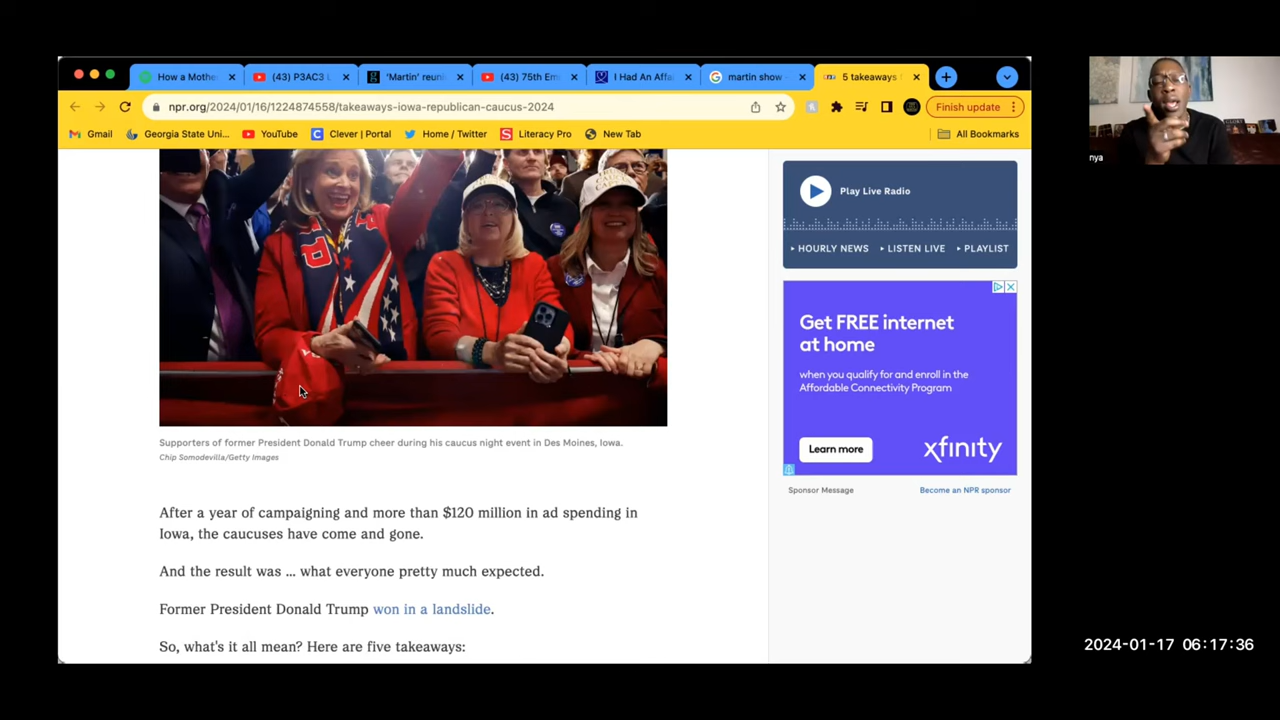 How a Mothe
(43) P3AC3 L
'Martin' reuni
(43) 75th Em
I Had An Affa
martin show -
5 takeaways
npr.org/2024/01/16/1224874558/takeaways-iowa-republican-caucus-2024
Finish update
Gmail
Georgia State Uni...
YouTube
Clever | Portal
Home / Twitter
Literacy Pro
New Tab
All Bookmarks
nya
Play Live Radio
HOURLY NEWS
LISTEN LIVE
PLAYLIST
Get FREE internet
at home
when you qualify for and enroll in the
Affordable Connectivity Program
Learn more
xfinity
Sponsor Message
Become an NPR sponsor
Supporters of former President Donald Trump cheer during his caucus night event in Des Moines, Iowa.
Chip Somodevilla/Getty Images
After a year of campaigning and more than $120 million in ad spending in
Iowa, the caucuses have come and gone.
And the result was ... what everyone pretty much expected.
Former President Donald Trump won in a landslide.
So, what's it all mean? Here are five takeaways:
2024-01-17 06:17:36